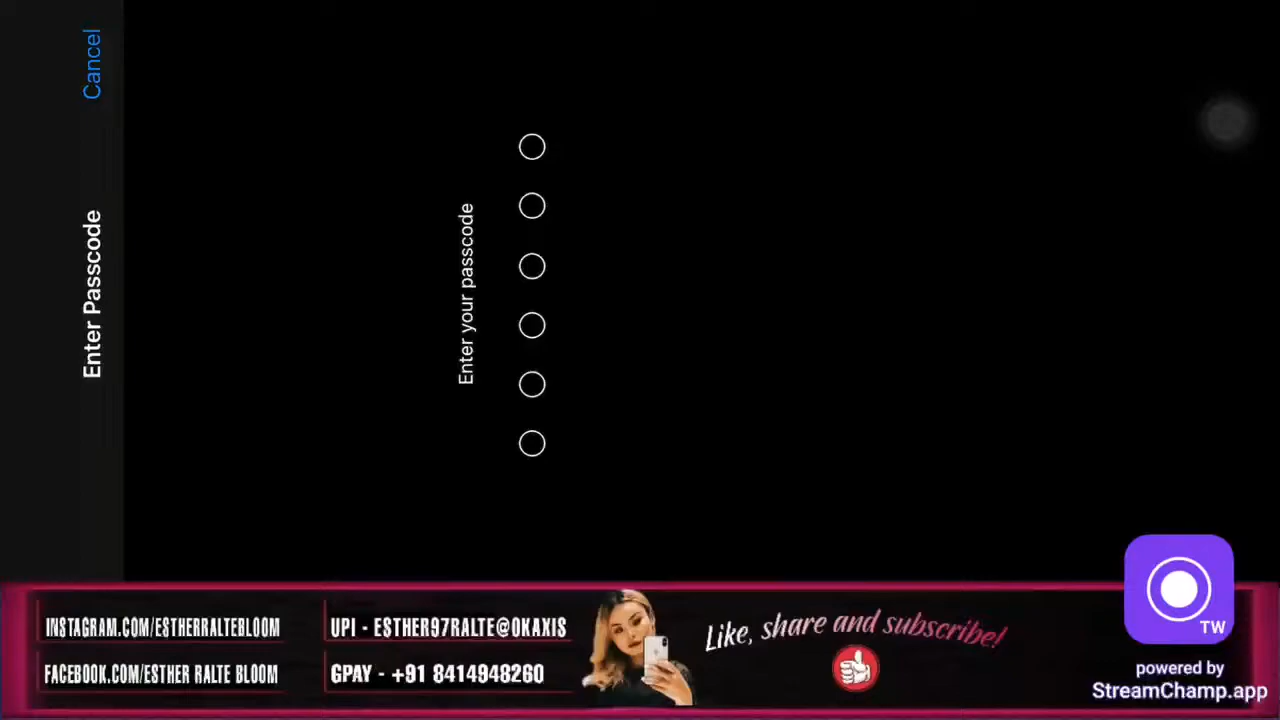 Cancel
Enter Passcode
Enter your passcode
INSTAGRAM.COM/ESTHERRALTEBLOOM
FACEBOOK.COM/ESTHER RALTE BLOOM
UPI - ESTHER97RALTE@OKAXIS
GPAY - +91 8414948260
Like, share and subscribe!
TW
powered by
StreamChamp.app